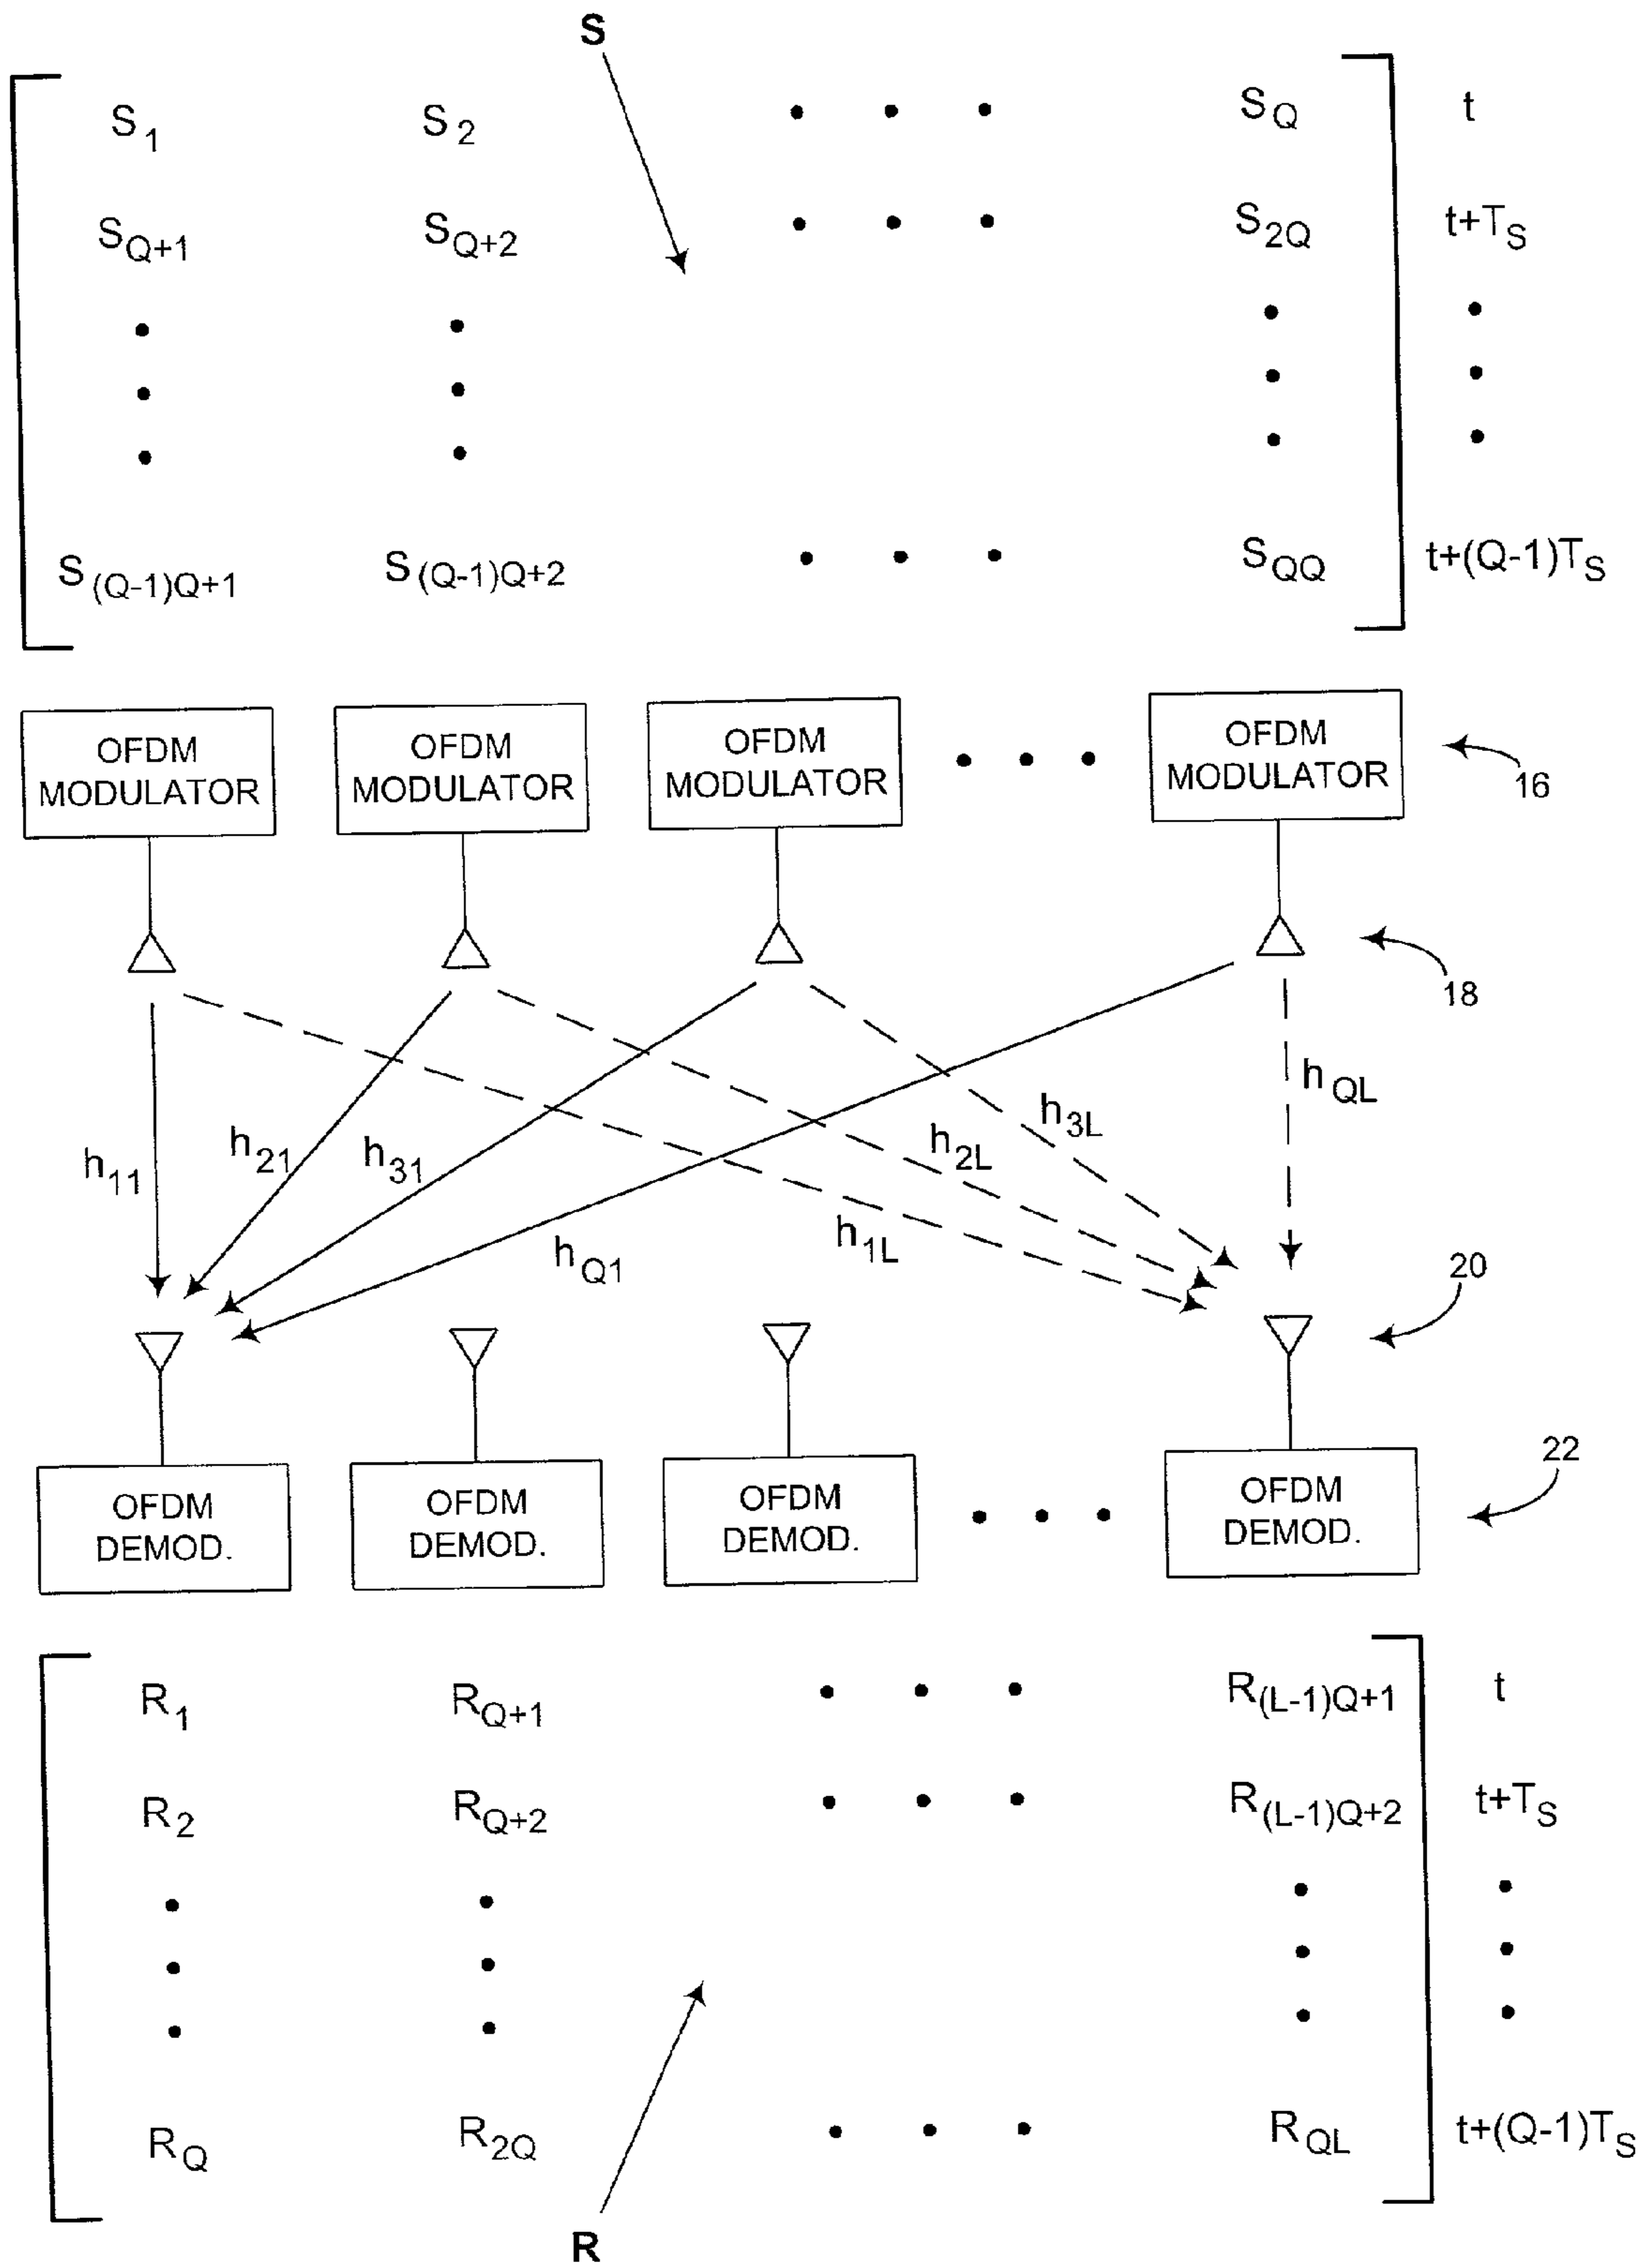 S
S1 S2 • • • SQ t
SQ+1 SQ+2 • • • S2Q t+TS
S(Q-1)Q+1 S(Q-1)Q+2 • • • SQQ t+(Q-1)TS
OFDM MODULATOR
OFDM MODULATOR
OFDM MODULATOR
• • •
OFDM MODULATOR
16
18
h11
h21
h31
hQ1
h1L
h2L
h3L
hQL
20
OFDM DEMOD.
OFDM DEMOD.
OFDM DEMOD.
• • •
OFDM DEMOD.
22
R1 RQ+1 • • • R(L-1)Q+1 t
R2 RQ+2 • • • R(L-1)Q+2 t+TS
RQ R2Q • • • RQL t+(Q-1)TS
R